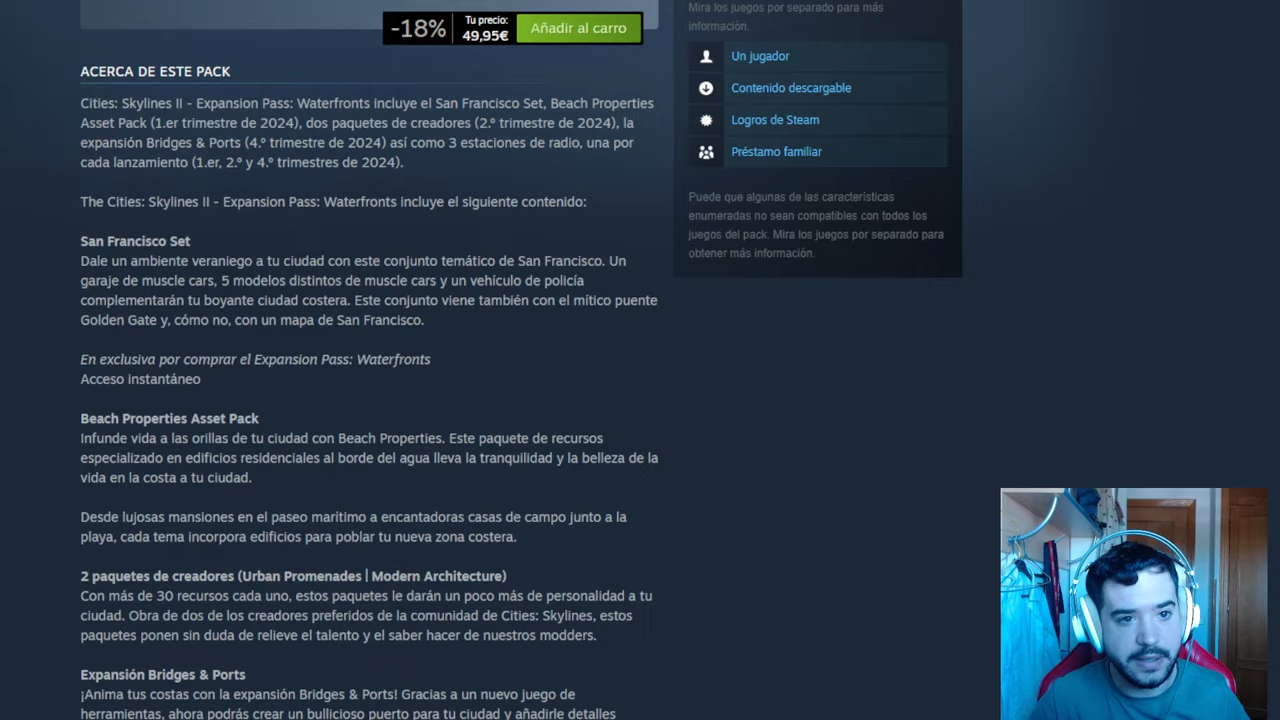 -18%
Tu precio:
49,95€
Añadir al carro
ACERCA DE ESTE PACK
Cities: Skylines II - Expansion Pass: Waterfronts incluye el San Francisco Set, Beach Properties
Asset Pack (1.er trimestre de 2024), dos paquetes de creadores (2.º trimestre de 2024), la
expansión Bridges & Ports (4.º trimestre de 2024) así como 3 estaciones de radio, una por
cada lanzamiento (1.er, 2.º y 4.º trimestres de 2024).
The Cities: Skylines II - Expansion Pass: Waterfronts incluye el siguiente contenido:
San Francisco Set
Dale un ambiente veraniego a tu ciudad con este conjunto temático de San Francisco. Un
garaje de muscle cars, 5 modelos distintos de muscle cars y un vehículo de policía
complementarán tu boyante ciudad costera. Este conjunto viene también con el mítico puente
Golden Gate y, cómo no, con un mapa de San Francisco.
En exclusiva por comprar el Expansion Pass: Waterfronts
Acceso instantáneo
Beach Properties Asset Pack
Infunde vida a las orillas de tu ciudad con Beach Properties. Este paquete de recursos
especializado en edificios residenciales al borde del agua lleva la tranquilidad y la belleza de la
vida en la costa a tu ciudad.
Desde lujosas mansiones en el paseo marítimo a encantadoras casas de campo junto a la
playa, cada tema incorpora edificios para poblar tu nueva zona costera.
2 paquetes de creadores (Urban Promenades | Modern Architecture)
Con más de 30 recursos cada uno, estos paquetes le darán un poco más de personalidad a tu
ciudad. Obra de dos de los creadores preferidos de la comunidad de Cities: Skylines, estos
paquetes ponen sin duda de relieve el talento y el saber hacer de nuestros modders.
Expansión Bridges & Ports
¡Anima tus costas con la expansión Bridges & Ports! Gracias a un nuevo juego de
herramientas, ahora podrás crear un bullicioso puerto para tu ciudad y añadirle detalles
Mira los juegos por separado para más
información.
Un jugador
Contenido descargable
Logros de Steam
Préstamo familiar
Puede que algunas de las características
enumeradas no sean compatibles con todos los
juegos del pack. Mira los juegos por separado para
obtener más información.